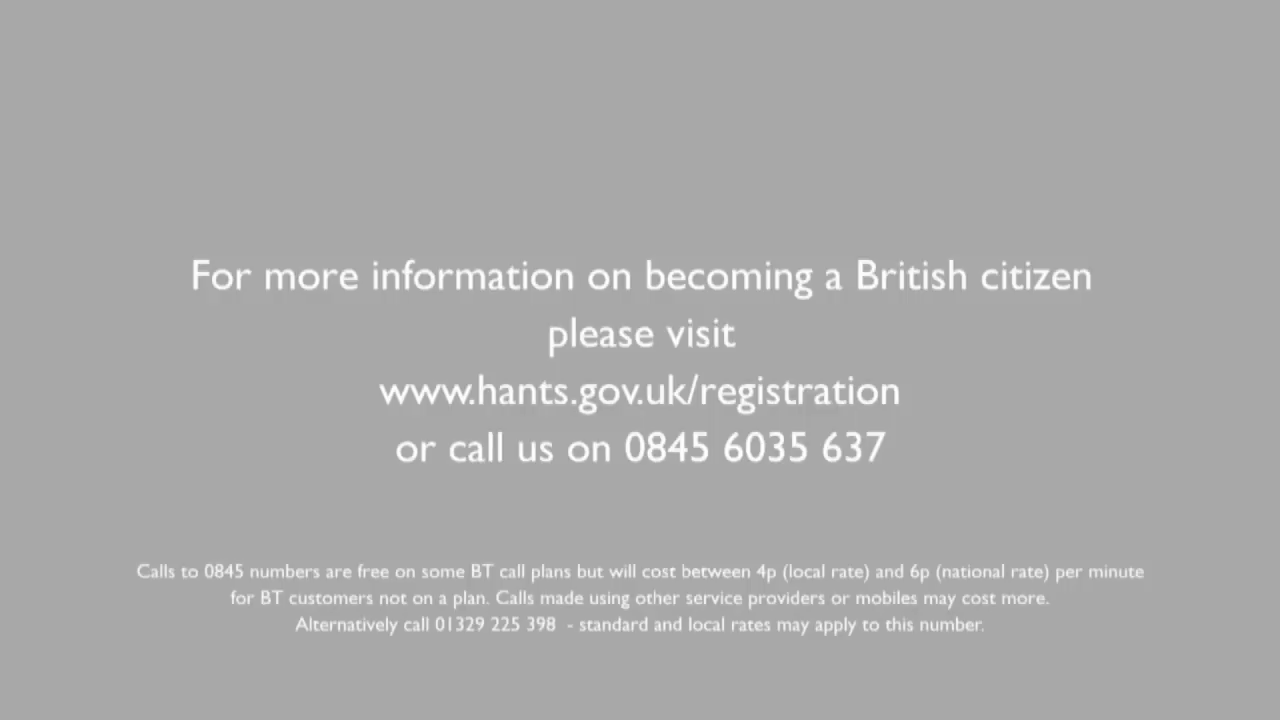 For more information on becoming a British citizen
please visit
www.hants.gov.uk/registration
or call us on 0845 6035 637
Calls to 0845 numbers are free on some BT call plans but will cost between 4p (local rate) and 6p (national rate) per minute
for BT customers not on a plan. Calls made using other service providers or mobiles may cost more.
Alternatively call 01329 225 398  - standard and local rates may apply to this number.